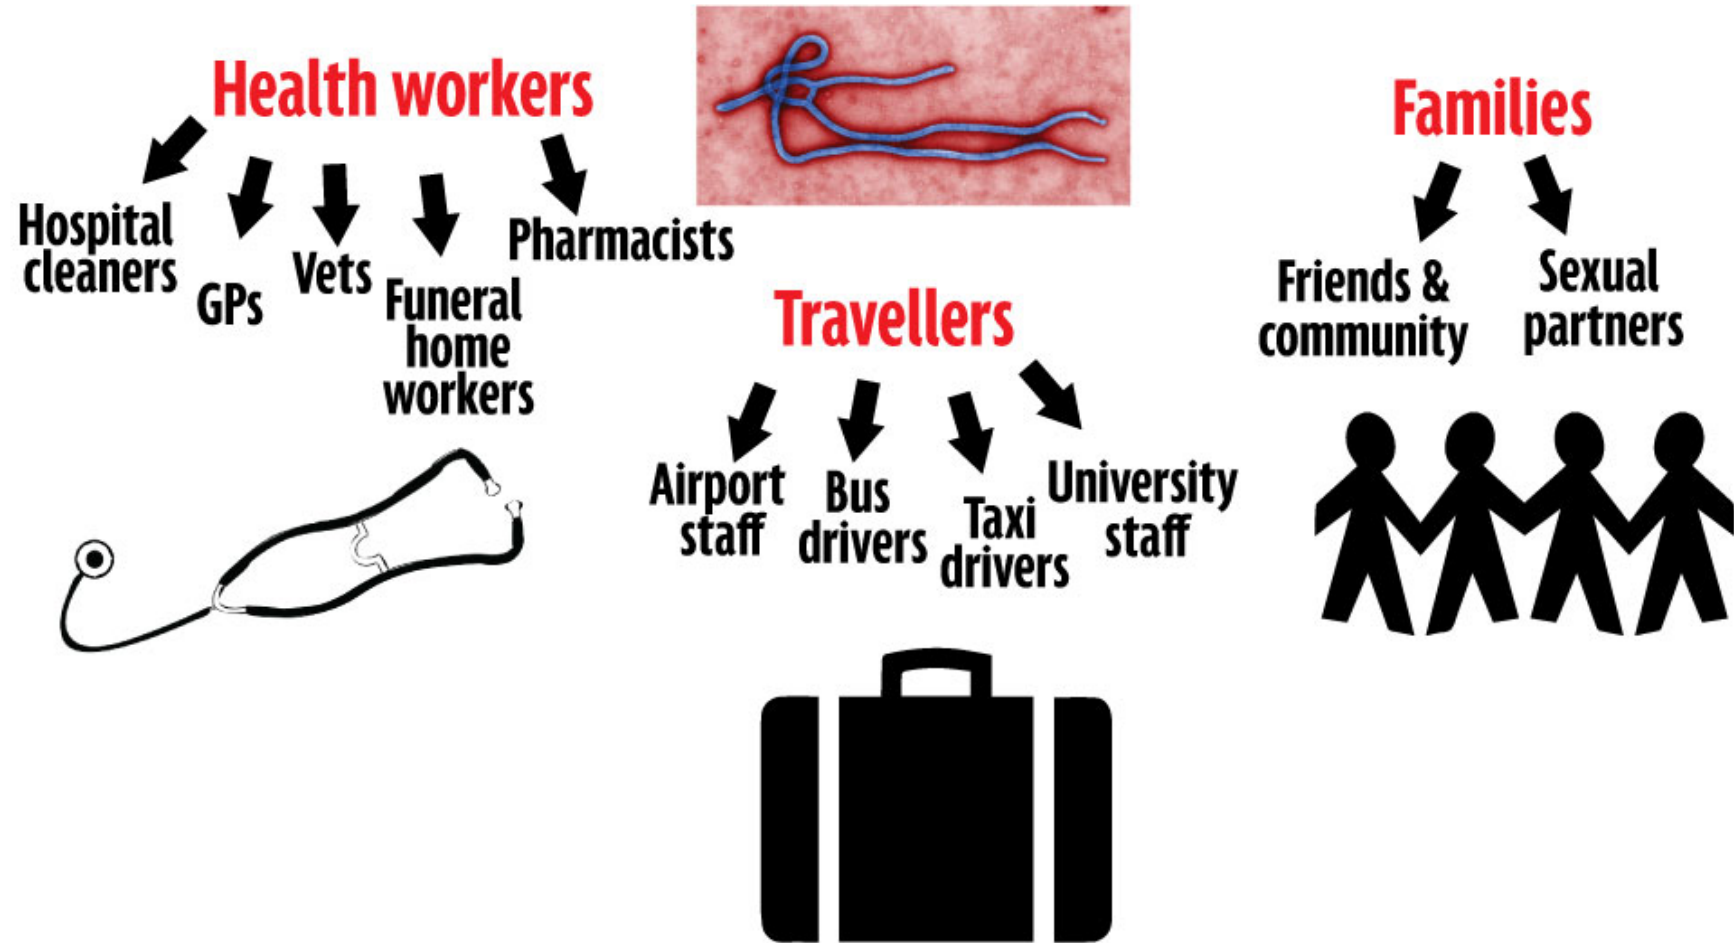 Health workers
Hospital
cleaners
GPs
Vets
Funeral
home
workers
Pharmacists
Travellers
Airport
staff
Bus
drivers
Taxi
drivers
University
staff
Families
Friends &
community
Sexual
partners